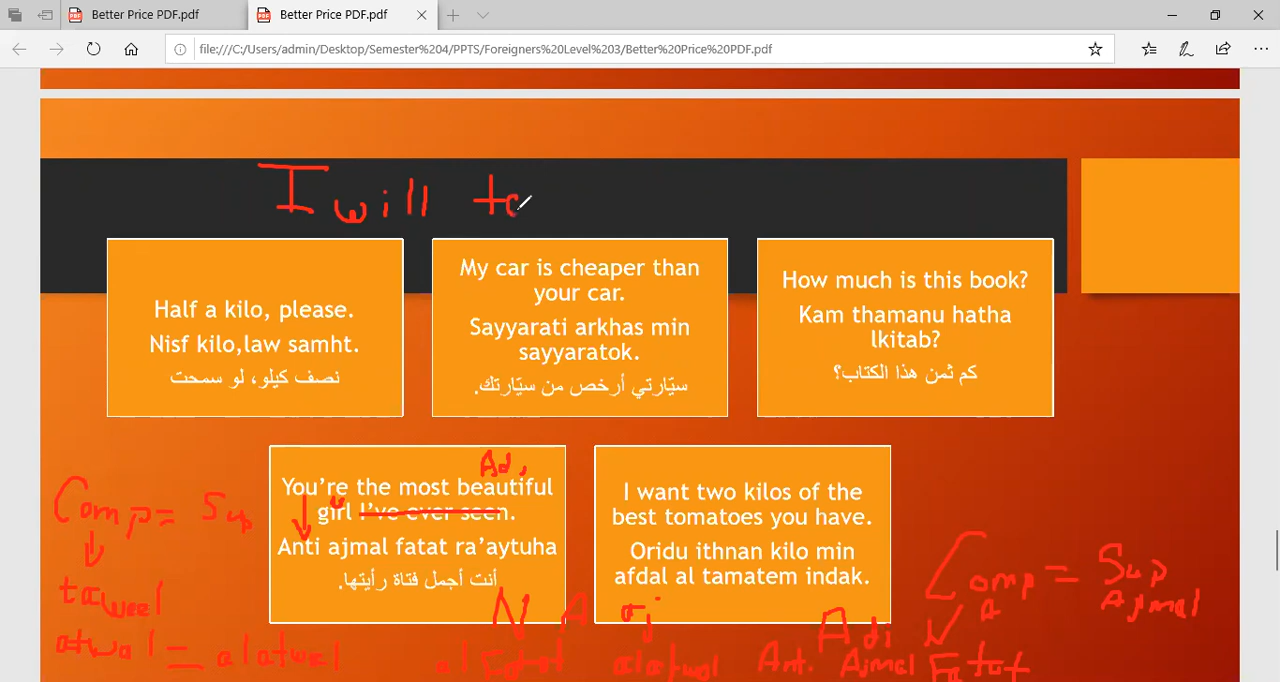 Better Price PDF.pdf
Better Price PDF.pdf
file:///C:/Users/admin/Desktop/Semester%204/PPTS/Foreigners%20Level%203/Better%20Price%20PDF.pdf
I will to
Half a kilo, please.
Nisf kilo,law samht.
نصف كيلو، لو سمحت
My car is cheaper than
your car.
Sayyarati arkhas min
sayyaratok.
سيّارتي أرخص من سيّارتك.
How much is this book?
Kam thamanu hatha
lkitab?
كم ثمن هذا الكتاب؟
Adj
You're the most beautiful
girl I've ever seen.
Anti ajmal fatat ra'aytuha
أنت أجمل فتاة رأيتها.
I want two kilos of the
best tomatoes you have.
Oridu ithnan kilo min
afdal al tamatem indak.
Comp = Sup
taweel
atwal = alatwal
N A
alatwal
Adj
Ant. Ajmal Fatat
Comp = Sup
Ajmal